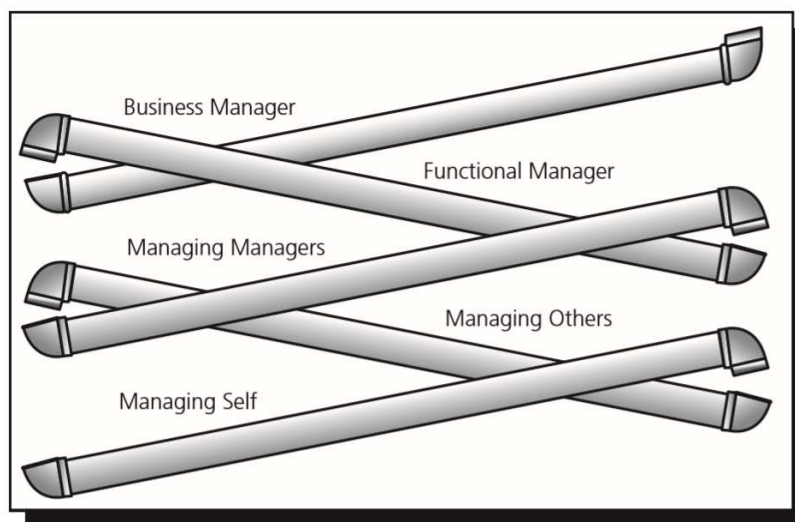 Business Manager
Functional Manager
Managing Managers
Managing Others
Managing Self